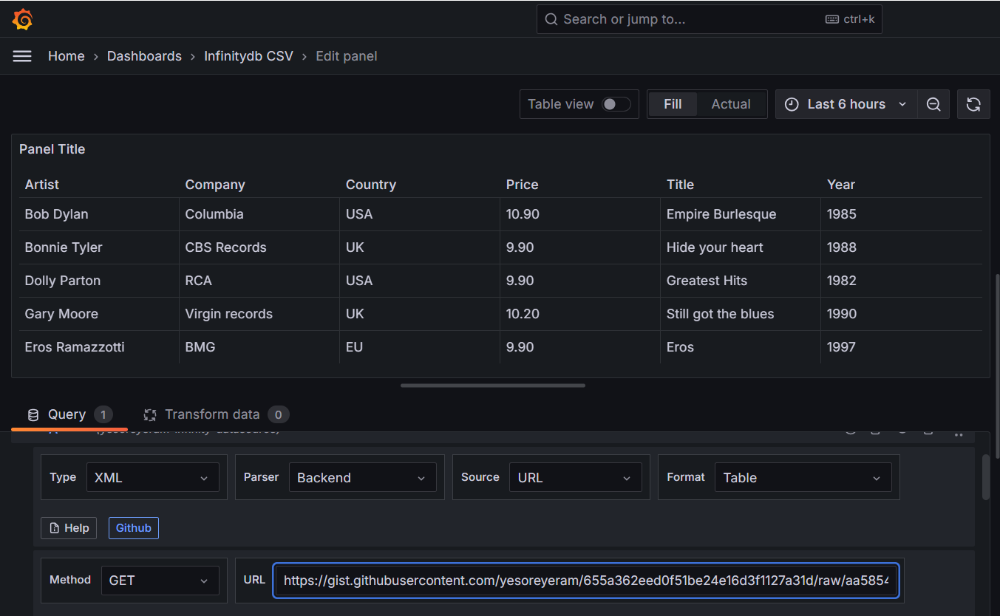 Search or jump to... ctrl+k
Home › Dashboards › Infinitydb CSV › Edit panel
Table view Fill Actual Last 6 hours
Panel Title
Artist Company Country Price Title Year
Bob Dylan Columbia USA 10.90 Empire Burlesque 1985
Bonnie Tyler CBS Records UK 9.90 Hide your heart 1988
Dolly Parton RCA USA 9.90 Greatest Hits 1982
Gary Moore Virgin records UK 10.20 Still got the blues 1990
Eros Ramazzotti BMG EU 9.90 Eros 1997
Query 1 Transform data 0
Type XML Parser Backend Source URL Format Table
Help Github
Method GET URL https://gist.githubusercontent.com/yesoreyeram/655a362eed0f51be24e16d3f1127a31d/raw/aa5854